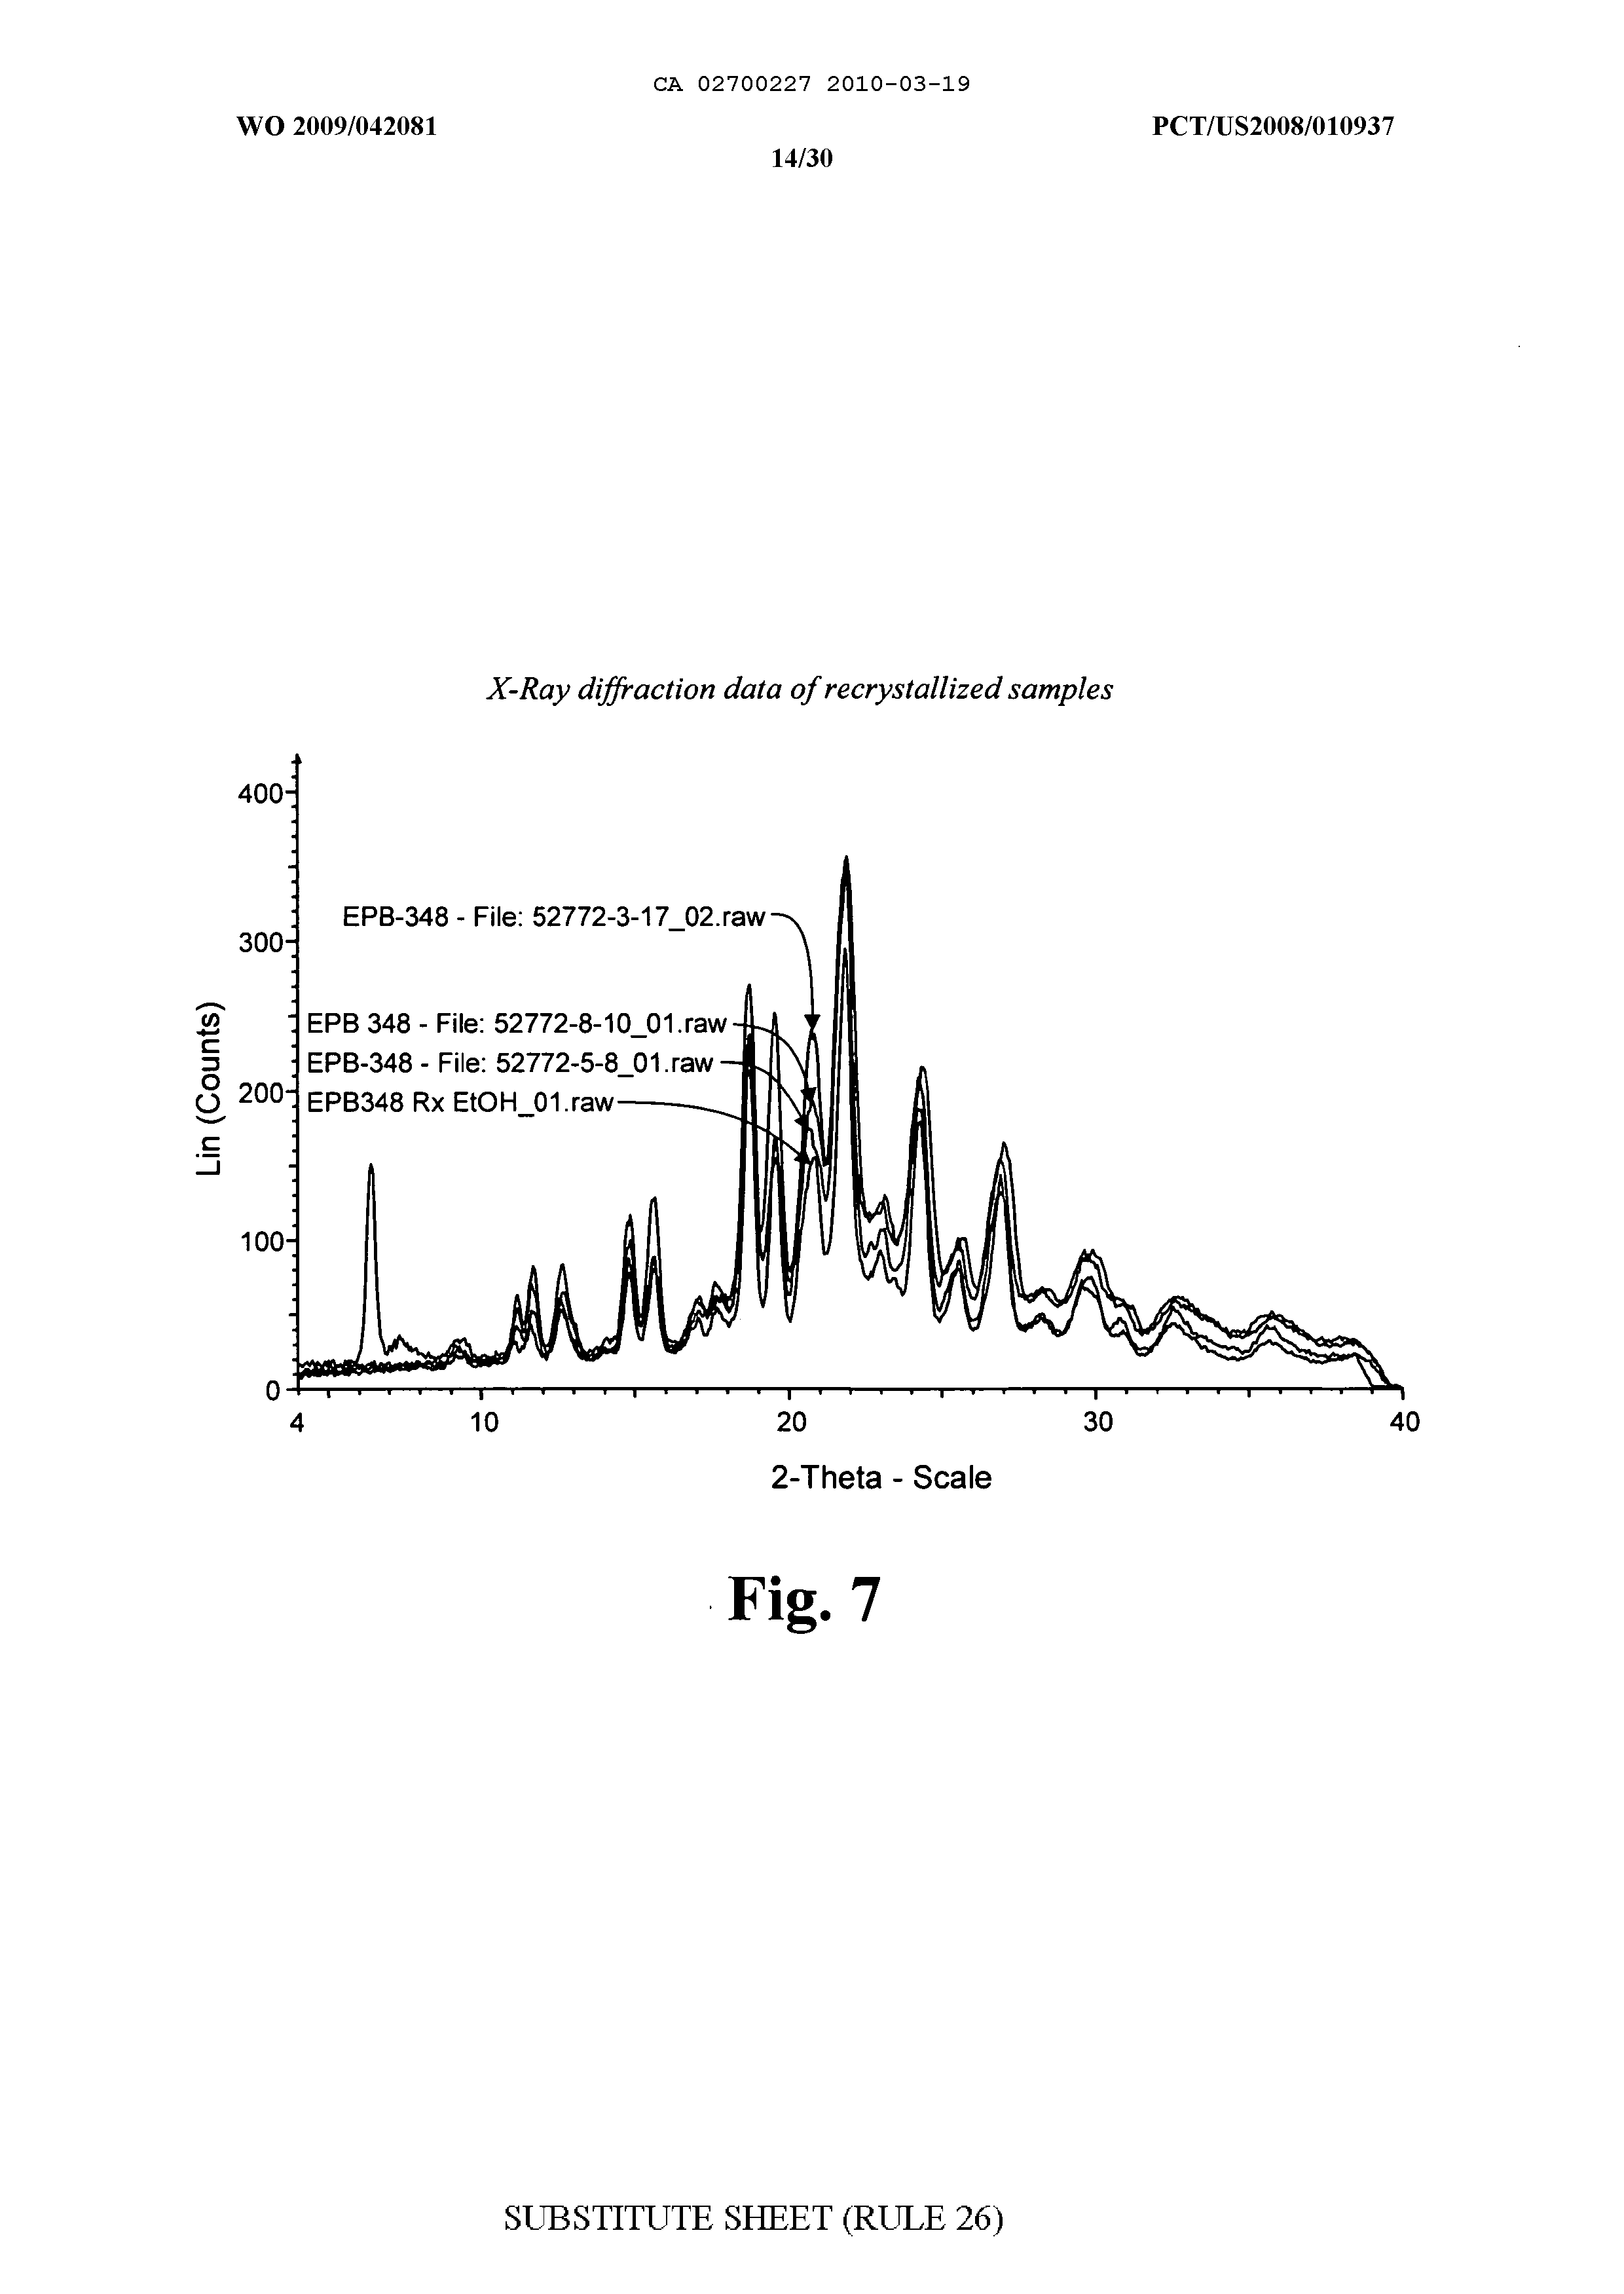 CA 02700227 2010-03-19
WO 2009/042081
PCT/US2008/010937
14/30
X-Ray diffraction data of recrystallized samples
400
EPB-348 - File: 52772-3-17_02.raw
300
EPB 348 - File: 52772-8-10_01.raw
EPB-348 - File: 52772-5-8_01.raw
200
EPB348 Rx EtOH_01.raw
Lin (Counts)
100
0
4 10 20 30 40
2-Theta - Scale
Fig. 7
SUBSTITUTE SHEET (RULE 26)